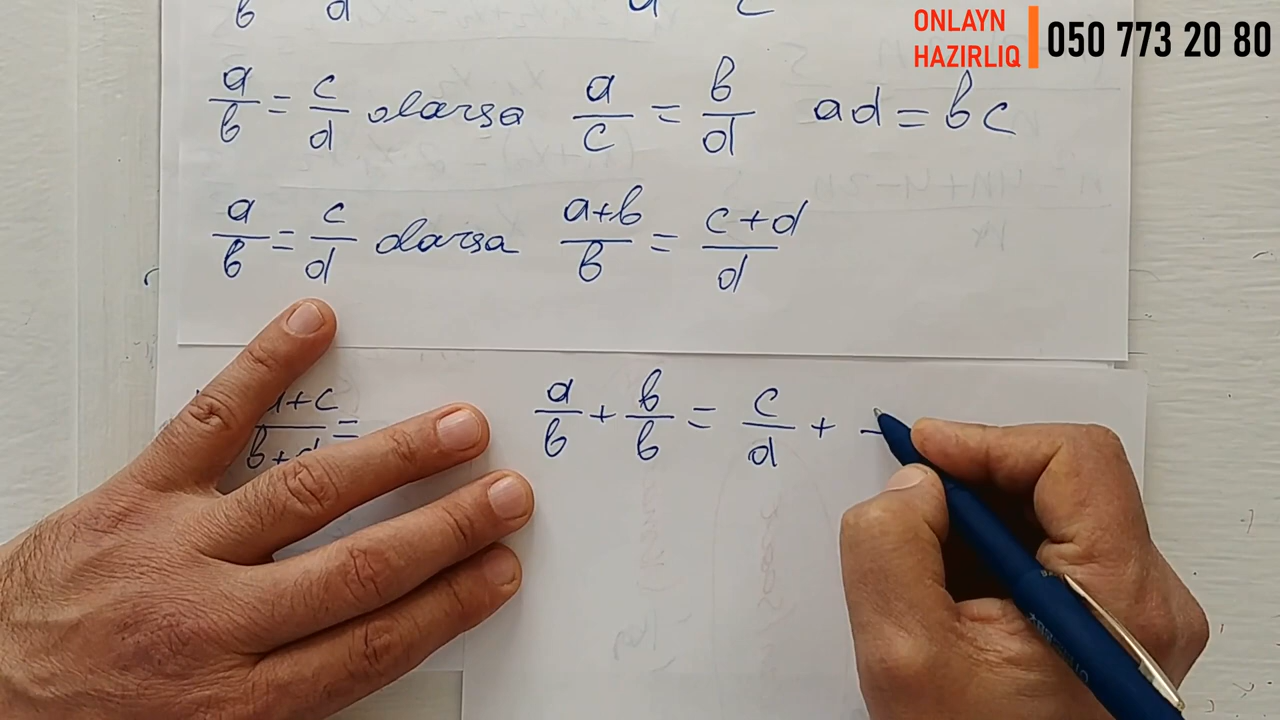 ONLAYN
HAZIRLIQ
050 773 20 80
a/b = c/d olarsa a/c = b/d ad = bc
a/b = c/d olarsa (a+b)/b = (c+d)/d
a/b + b/b = c/d +